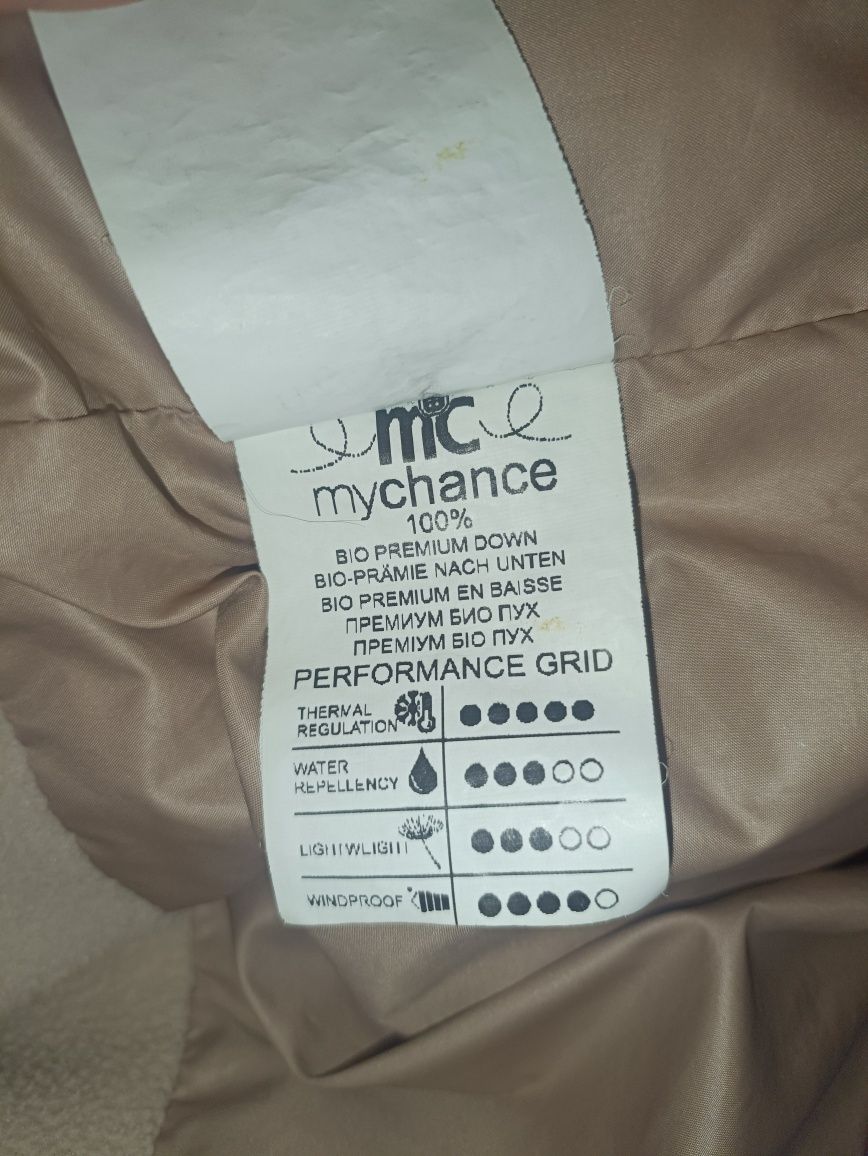 mc
mychance
100%
BIO PREMIUM DOWN
BIO-PRÄMIE NACH UNTEN
BIO PREMIUM EN BAISSE
ПРЕМИУМ БИО ПУХ
ПРЕМІУМ БІО ПУХ
PERFORMANCE GRID
THERMAL
REGULATION
WATER
REPELLENCY
LIGHTWLIGHT
WINDPROOF